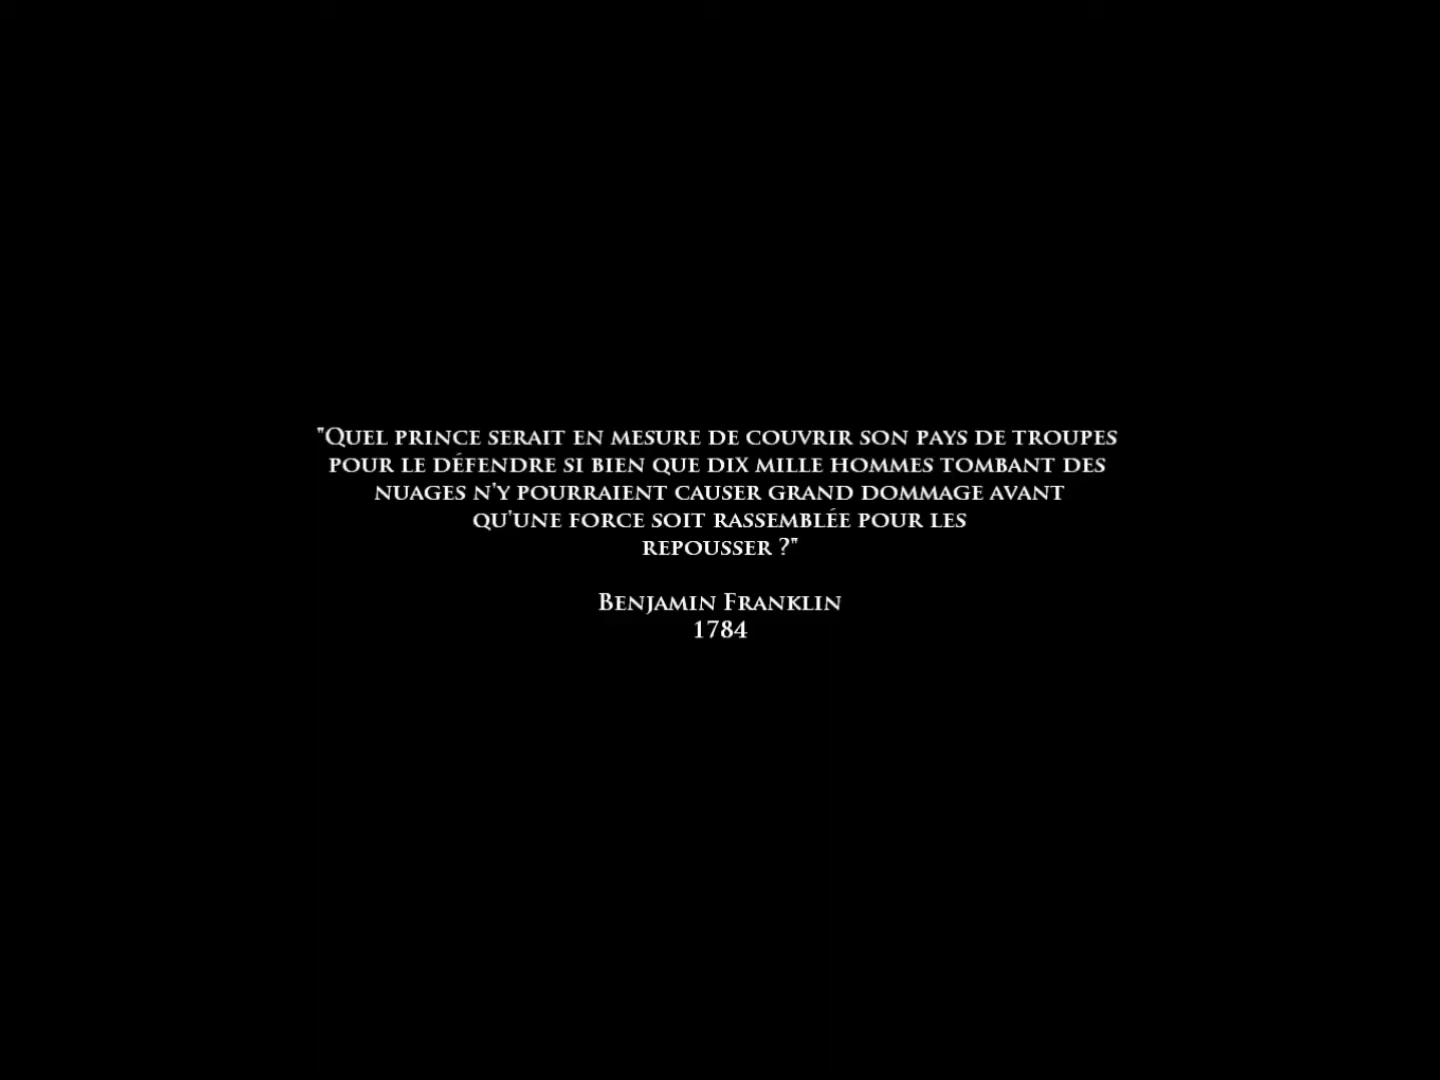 "Quel prince serait en mesure de couvrir son pays de troupes
pour le défendre si bien que dix mille hommes tombant des
nuages n'y pourraient causer grand dommage avant
qu'une force soit rassemblée pour les
repousser ?"
Benjamin Franklin
1784